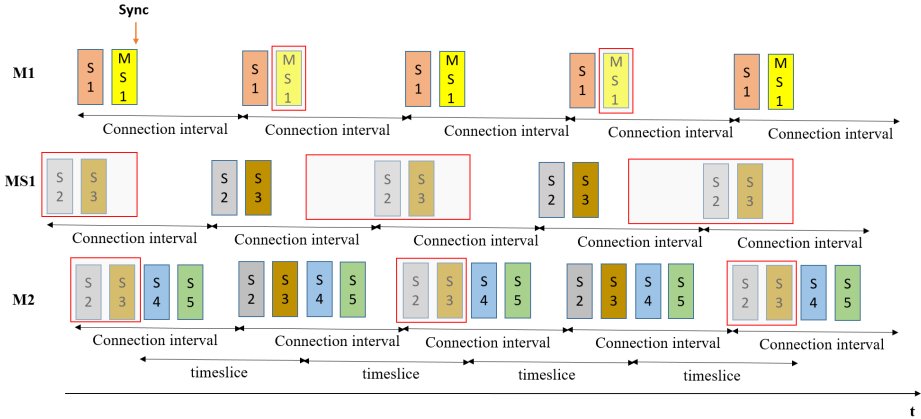 Sync
M1
S 1
M S 1
S 1
M S 1
S 1
M S 1
S 1
M S 1
S 1
M S 1
Connection interval
Connection interval
Connection interval
Connection interval
Connection interval
MS1
S 2
S 3
S 2
S 3
S 2
S 3
S 2
S 3
S 2
S 3
Connection interval
Connection interval
Connection interval
Connection interval
Connection interval
M2
S 2
S 3
S 4
S 5
S 2
S 3
S 4
S 5
S 2
S 3
S 4
S 5
S 2
S 3
S 4
S 5
S 2
S 3
S 4
S 5
Connection interval
Connection interval
Connection interval
Connection interval
Connection interval
timeslice
timeslice
timeslice
timeslice
t